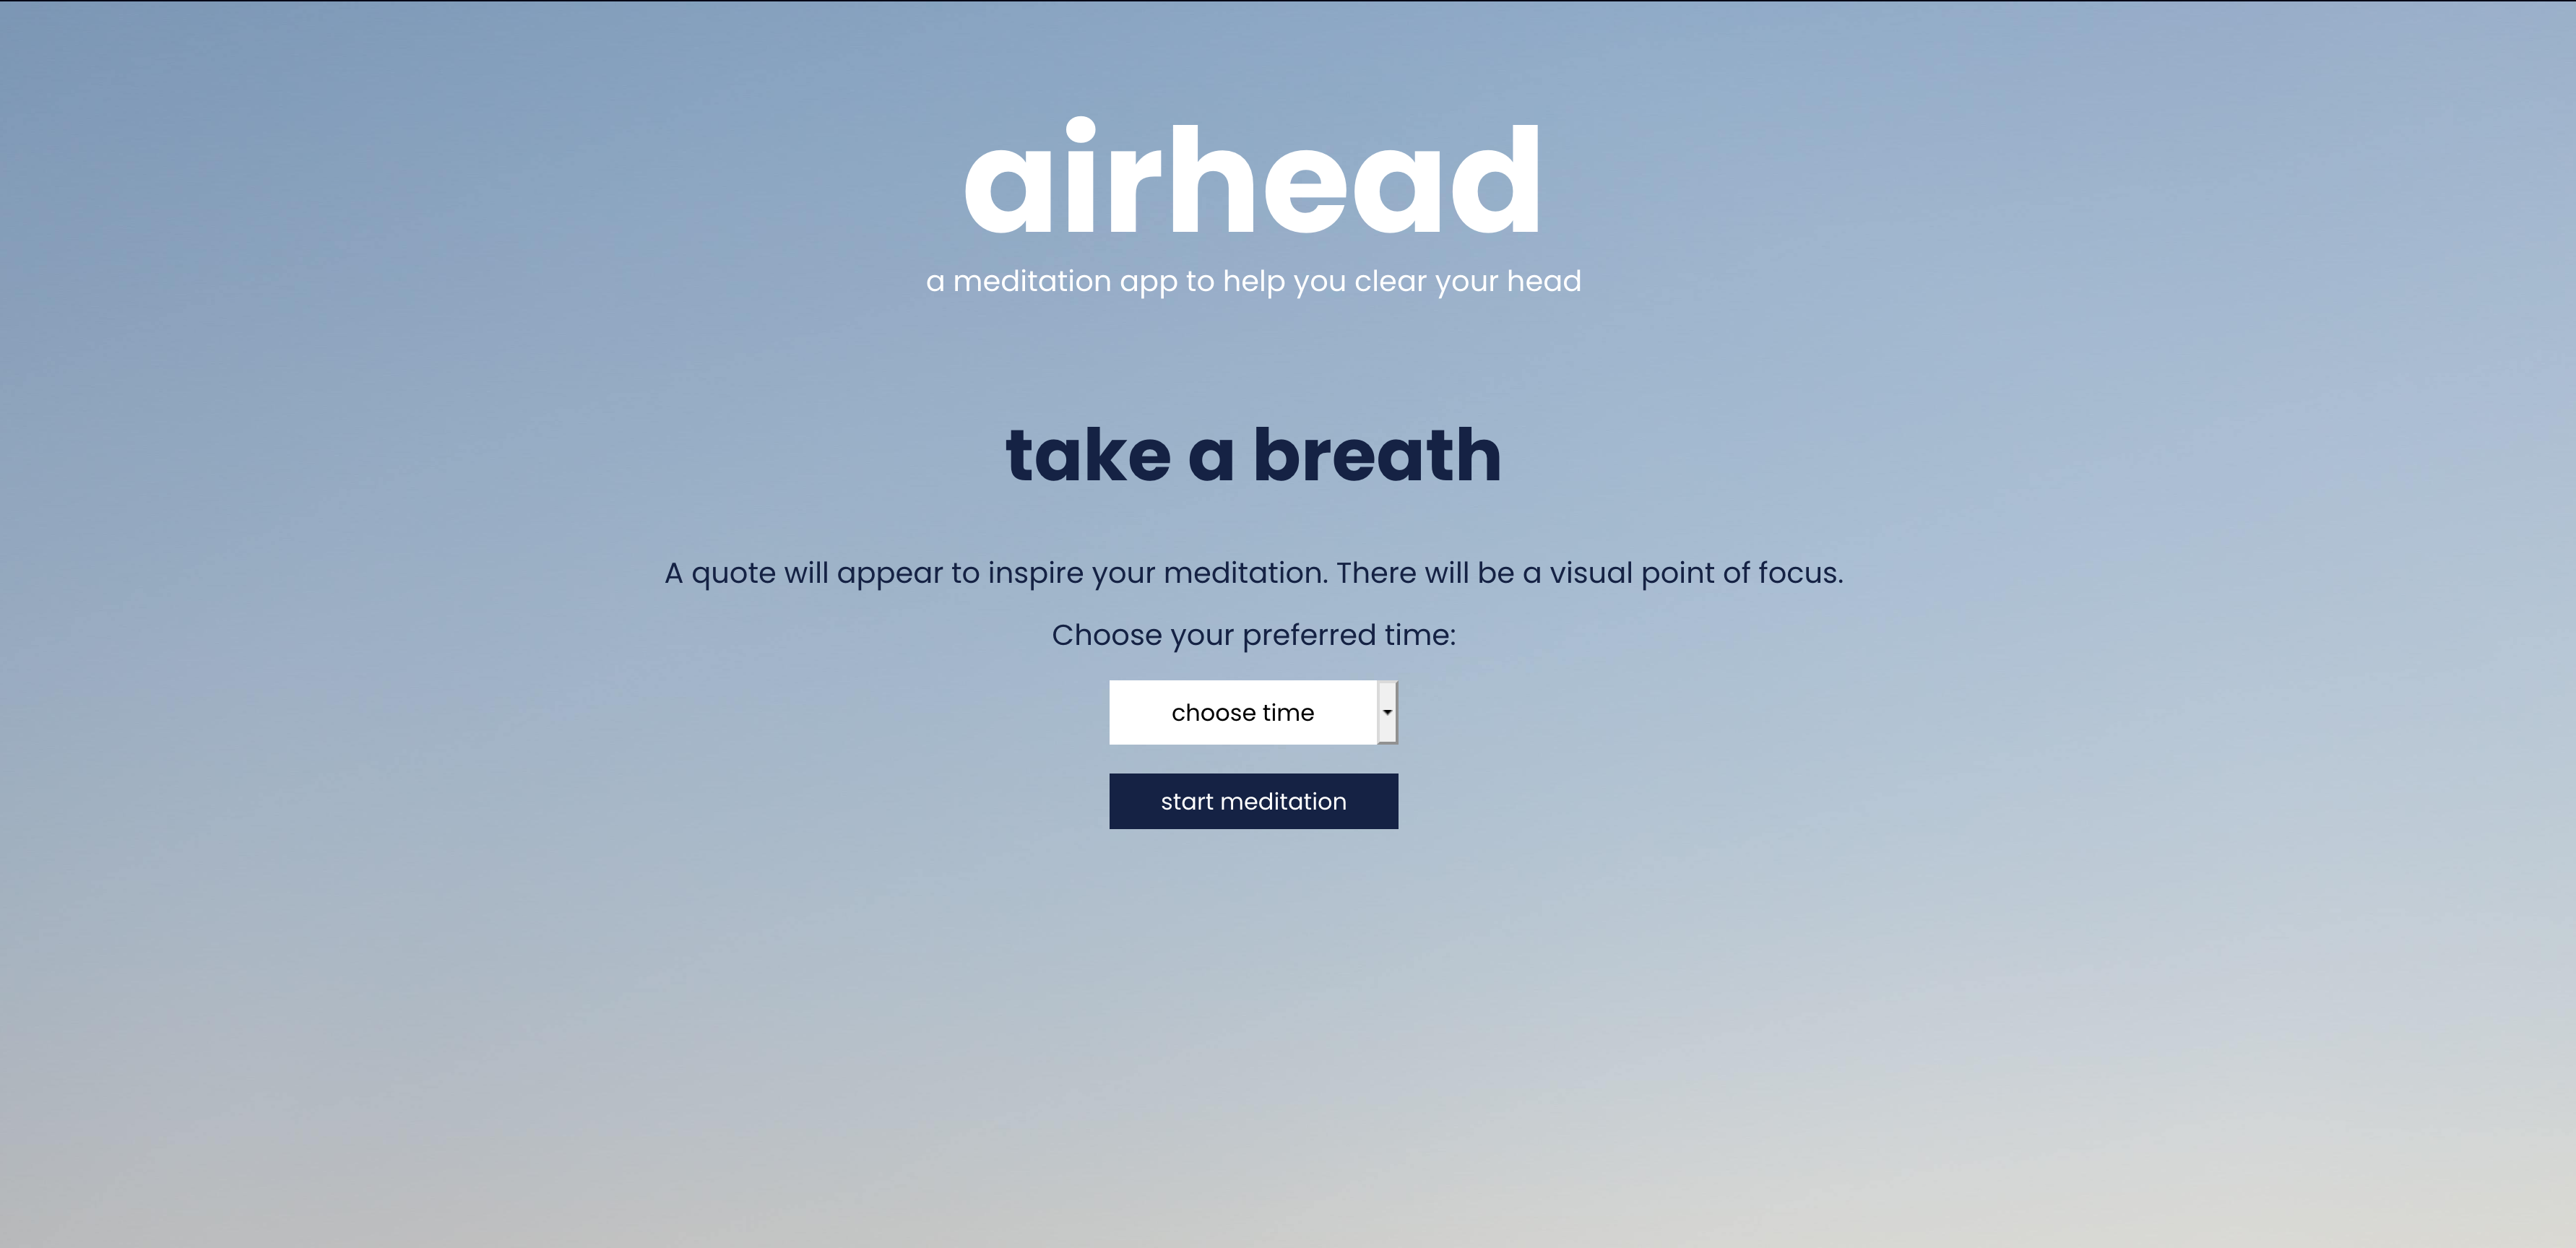 airhead
a meditation app to help you clear your head
take a breath
A quote will appear to inspire your meditation. There will be a visual point of focus.
Choose your preferred time:
choose time
start meditation